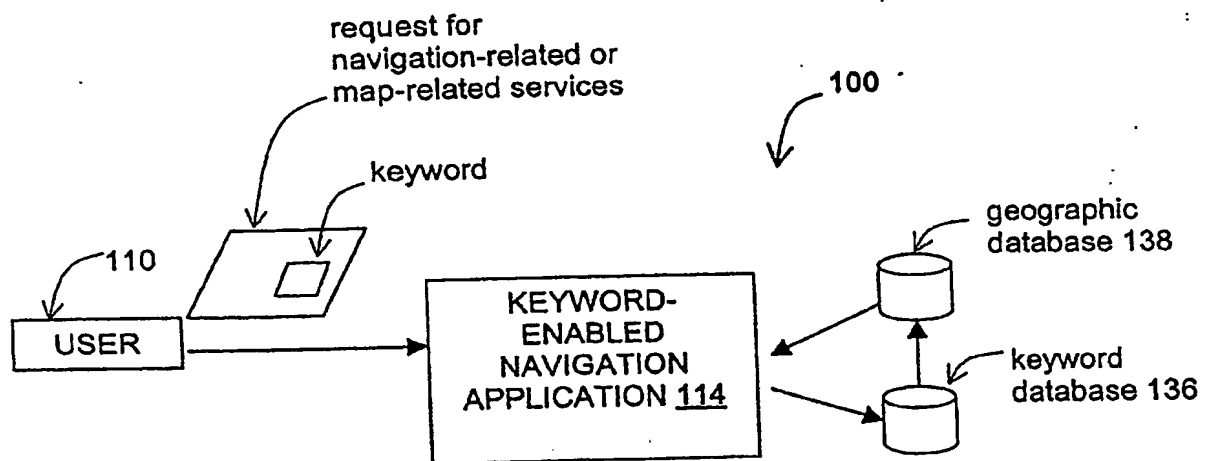 request for
navigation-related or
map-related services
100
keyword
geographic
database 138
110
KEYWORD-
ENABLED
NAVIGATION
APPLICATION 114
USER
keyword
database 136